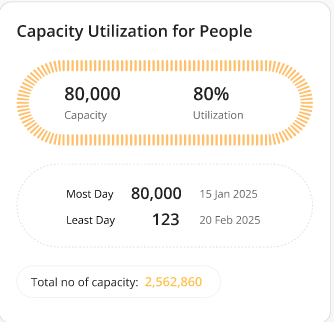 Capacity Utilization for People
80,000 80%
Capacity Utilization
Most Day 80,000 15 Jan 2025
Least Day 123 20 Feb 2025
Total no of capacity: 2,562,860